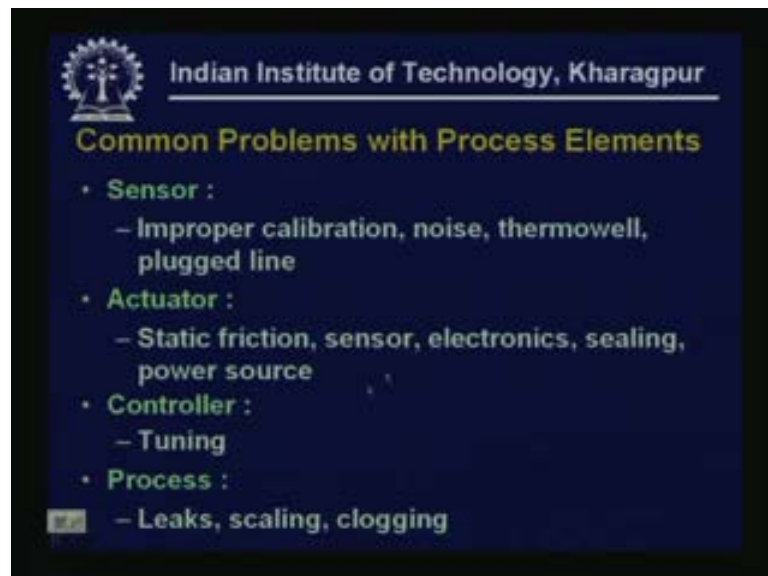 Indian Institute of Technology, Kharagpur
Common Problems with Process Elements
• Sensor :
– Improper calibration, noise, thermowell,
plugged line
• Actuator :
– Static friction, sensor, electronics, sealing,
power source
• Controller :
– Tuning
• Process :
– Leaks, scaling, clogging